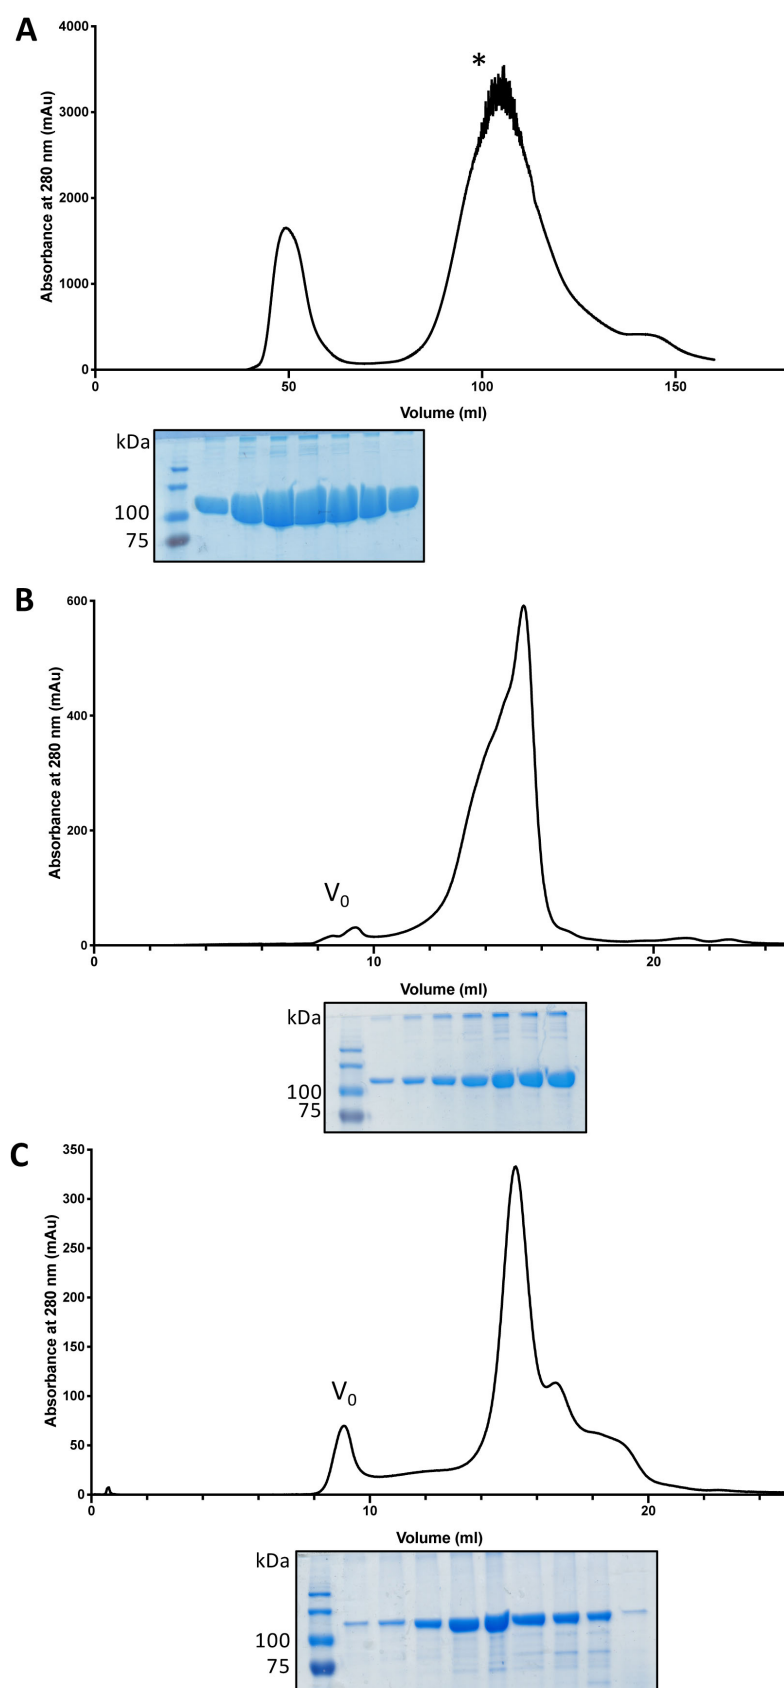 A
Absorbance at 280 nm (mAu)
4000
3000
2000
1000
0
*
0 50 100 150
Volume (ml)
kDa
100
75
B
Absorbance at 280 nm (mAu)
600
400
200
0
V0
0 10 20
Volume (ml)
kDa
100
75
C
Absorbance at 280 nm (mAu)
350
300
250
200
150
100
50
0
V0
0 10 20
Volume (ml)
kDa
100
75